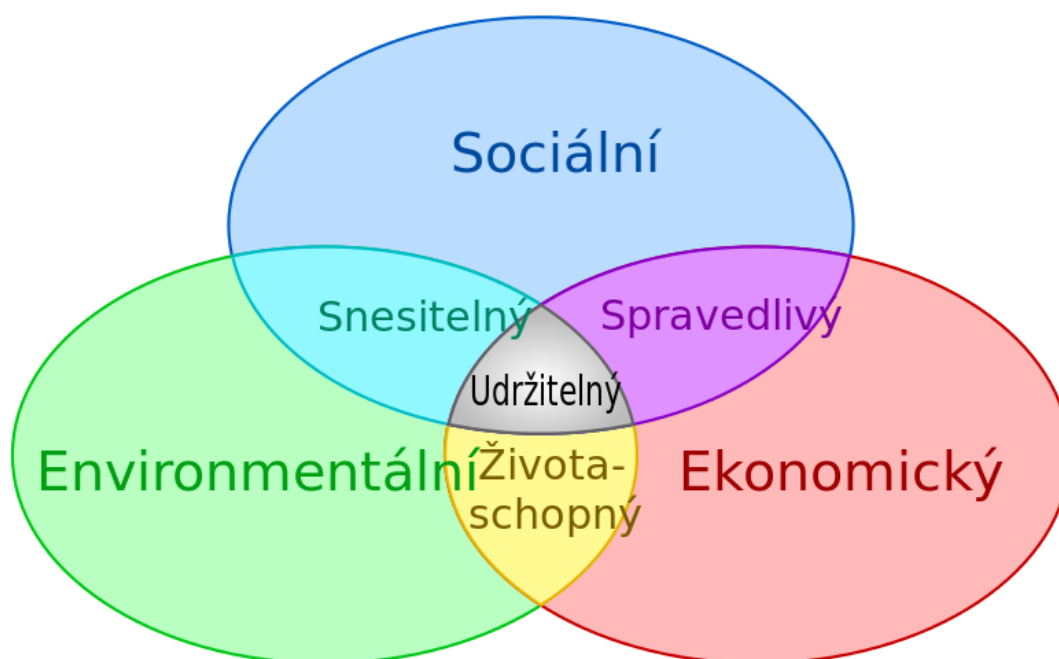 Sociální
Snesitelný
Spravedlivý
Udržitelný
Environmentální
Života-
schopný
Ekonomický